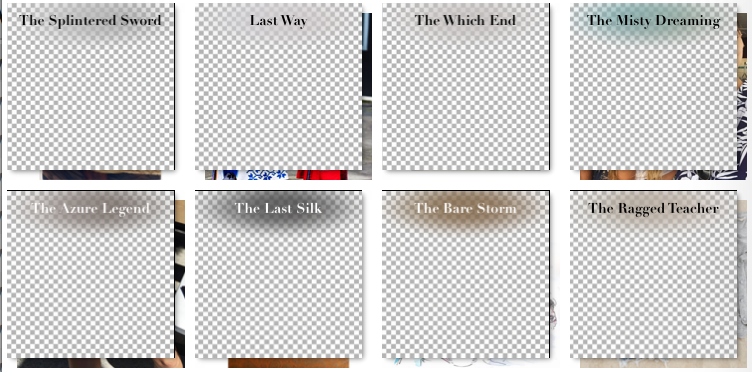 The Splintered Sword
Last Way
The Which End
The Misty Dreaming
The Azure Legend
The Last Silk
The Bare Storm
The Ragged Teacher